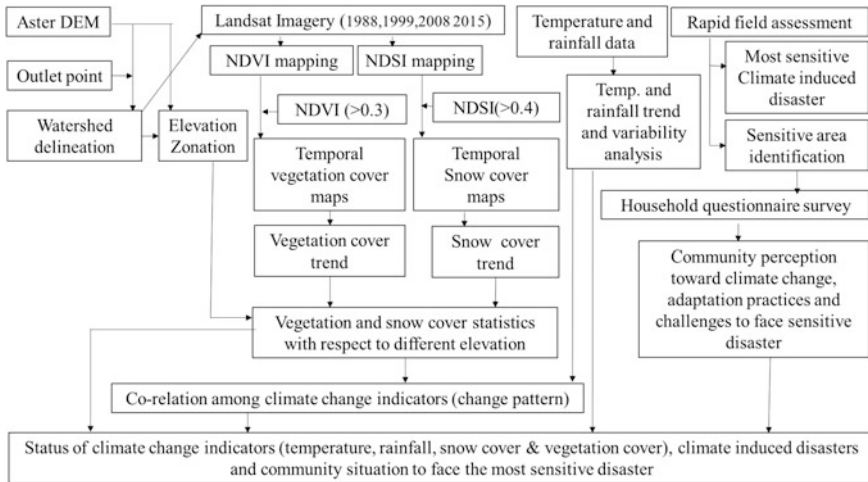 Aster DEM
Outlet point
Watershed
delineation
Elevation
Zonation
Landsat Imagery (1988,1999,2008 2015)
NDVI mapping
NDSI mapping
NDVI (>0.3)
NDSI(>0.4)
Temporal
vegetation cover
maps
Temporal
Snow cover
maps
Vegetation cover
trend
Snow cover
trend
Vegetation and snow cover statistics
with respect to different elevation
Temperature
and rainfall
data
Temp. and
rainfall trend
and variability
analysis
Rapid field assessment
Most sensitive
Climate induced
disaster
Sensitive area
identification
Household questionnaire survey
Community perception
toward climate change,
adaptation practices and
challenges to face sensitive
disaster
Co-relation among climate change indicators (change pattern)
Status of climate change indicators (temperature, rainfall, snow cover & vegetation cover), climate induced disasters
and community situation to face the most sensitive disaster